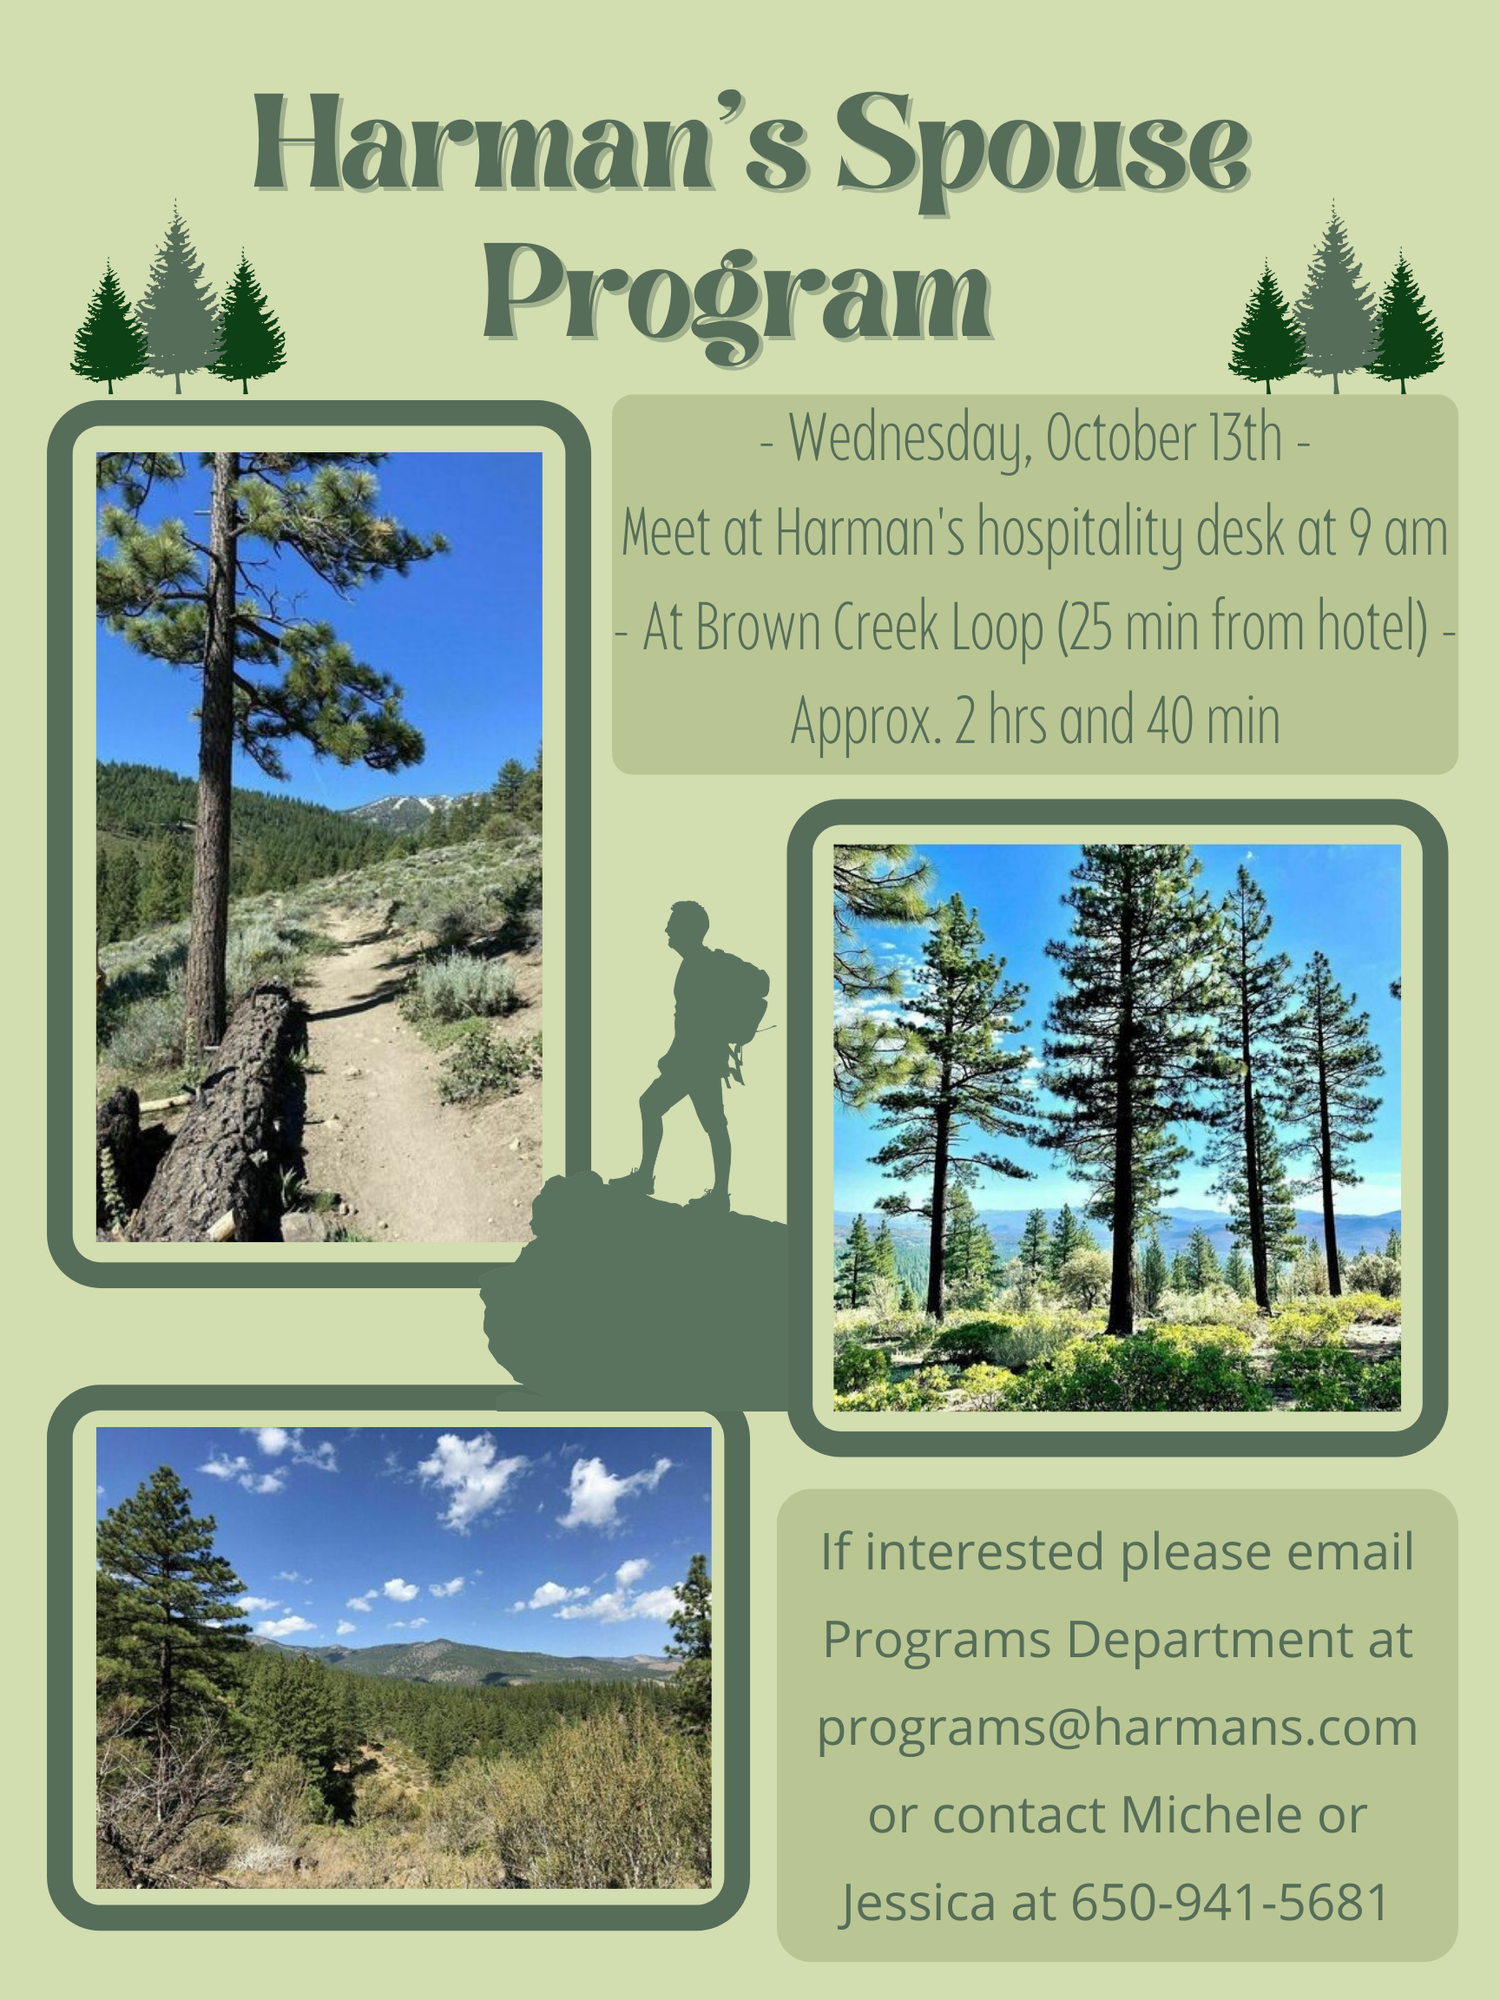 Harman’s Spouse
Program
- Wednesday, October 13th -
Meet at Harman's hospitality desk at 9 am
- At Brown Creek Loop (25 min from hotel) -
Approx. 2 hrs and 40 min
If interested please email
Programs Department at
programs@harmans.com
or contact Michele or
Jessica at 650-941-5681